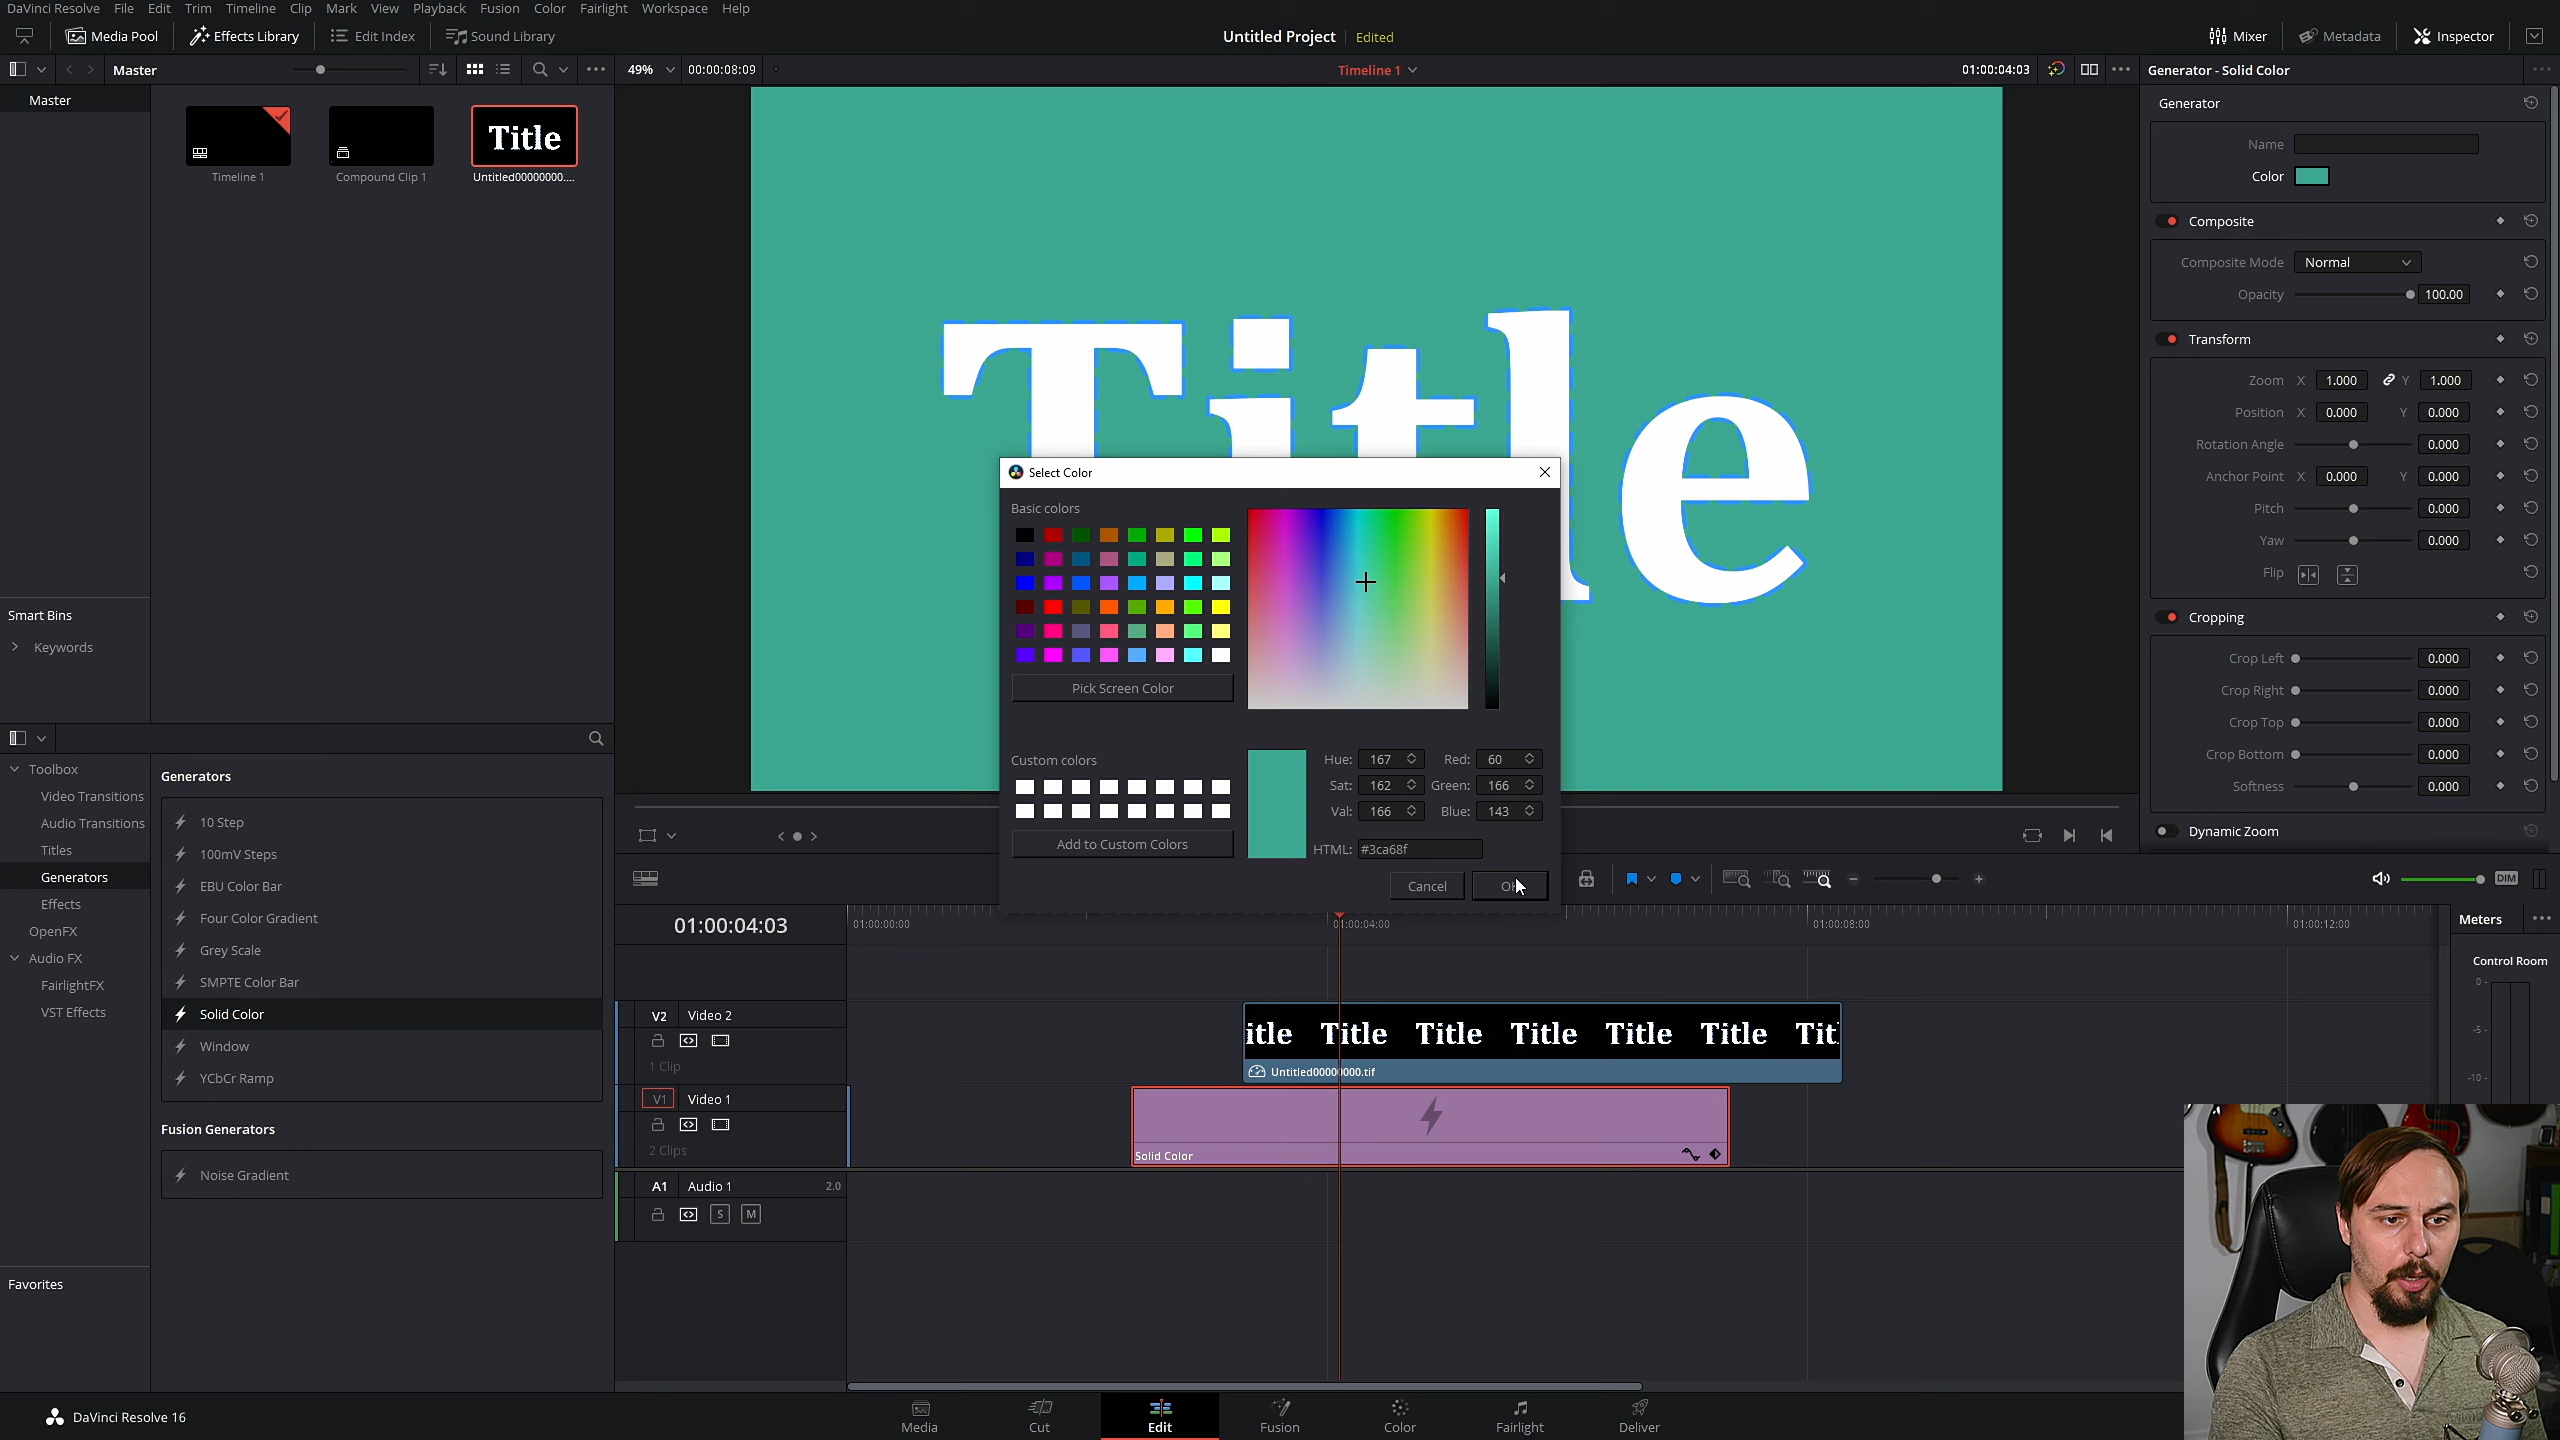 DaVinci Resolve File Edit Trim Timeline Clip Mark View Playback Fusion Color Fairlight Workspace Help
Media Pool Effects Library Edit Index Sound Library Untitled Project Edited Mixer Metadata Inspector
Master 49% 00:00:08:09 Timeline 1 01:00:04:03 Generator - Solid Color
Master
Title
Timeline 1 Compound Clip 1 Untitled00000000....
Generator
Name
Color
Composite
Composite Mode Normal
Opacity 100.00
Transform
Zoom X 1.000 Y 1.000
Position X 0.000 Y 0.000
Rotation Angle 0.000
Anchor Point X 0.000 Y 0.000
Pitch 0.000
Yaw 0.000
Flip
Cropping
Crop Left 0.000
Crop Right 0.000
Crop Top 0.000
Crop Bottom 0.000
Softness 0.000
Dynamic Zoom
Title
Select Color
Basic colors
Pick Screen Color
Custom colors
Hue: 167 Red: 60
Sat: 162 Green: 166
Val: 166 Blue: 143
Add to Custom Colors
HTML: #3ca68f
Cancel
Smart Bins
Keywords
Toolbox
Video Transitions
Audio Transitions
Titles
Generators
Effects
OpenFX
Audio FX
FairlightFX
VST Effects
Favorites
Generators
10 Step
100mV Steps
EBU Color Bar
Four Color Gradient
Grey Scale
SMPTE Color Bar
Solid Color
Window
YCbCr Ramp
Fusion Generators
Noise Gradient
DIM
01:00:04:03 01:00:00:00 01:00:04:00 01:00:08:00 01:00:12:00
Meters
Control Room
0
-5
-10
V2 Video 2
1 Clip
itle Title Title Title Title Title Titl
Untitled00000000.tif
V1 Video 1
2 Clips
Solid Color
A1 Audio 1 2.0
S M
DaVinci Resolve 16
Media Cut Edit Fusion Color Fairlight Deliver